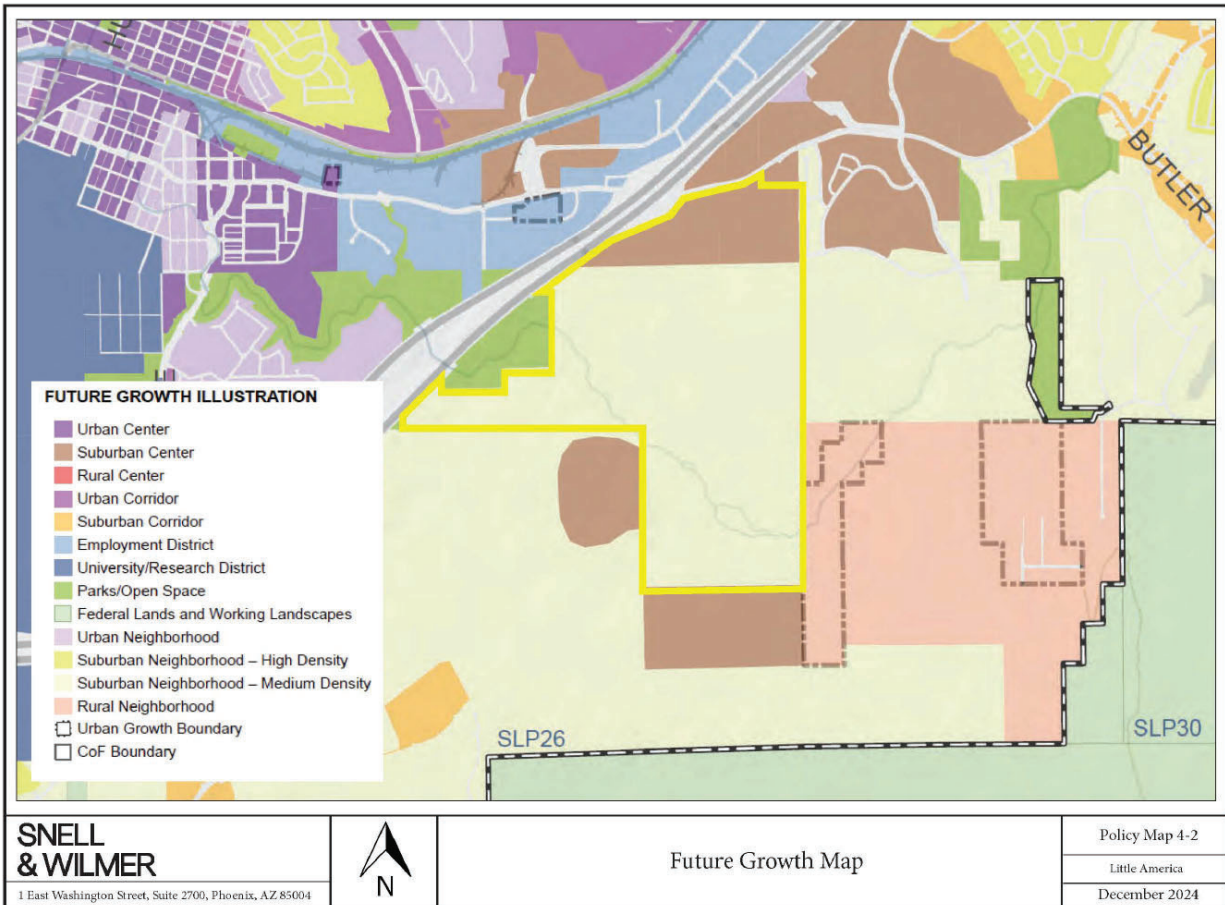 BUTLER
FUTURE GROWTH ILLUSTRATION
Urban Center
Suburban Center
Rural Center
Urban Corridor
Suburban Corridor
Employment District
University/Research District
Parks/Open Space
Federal Lands and Working Landscapes
Urban Neighborhood
Suburban Neighborhood – High Density
Suburban Neighborhood – Medium Density
Rural Neighborhood
Urban Growth Boundary
CoF Boundary
SLP26
SLP30
SNELL
& WILMER
1 East Washington Street, Suite 2700, Phoenix, AZ 85004
N
Future Growth Map
Policy Map 4-2
Little America
December 2024